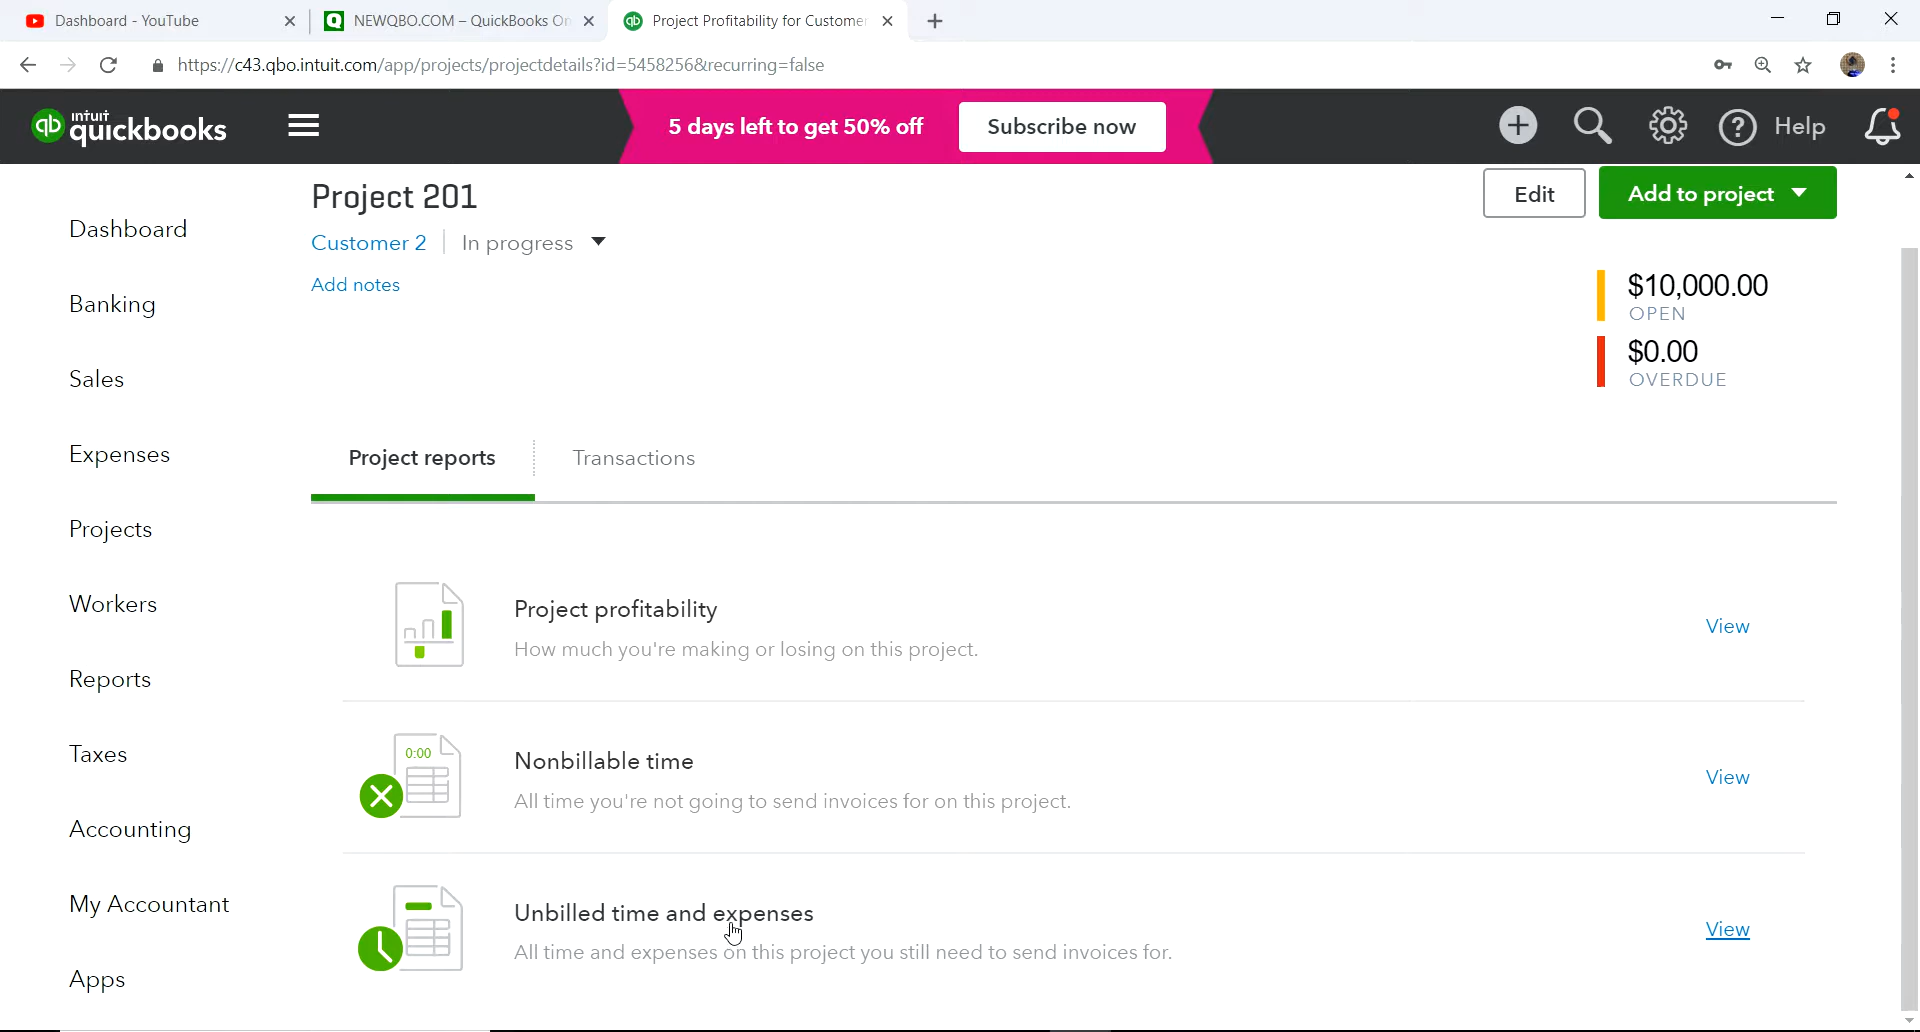 Dashboard - YouTube
NEWQBO.COM – QuickBooks On
Project Profitability for Customer
https://c43.qbo.intuit.com/app/projects/projectdetails?id=5458256&recurring=false
qb intuit quickbooks
5 days left to get 50% off
Subscribe now
Help
Dashboard
Banking
Sales
Expenses
Projects
Workers
Reports
Taxes
Accounting
My Accountant
Apps
Project 201
Edit
Add to project
Customer 2
In progress
Add notes
$10,000.00
OPEN
$0.00
OVERDUE
Project reports
Transactions
Project profitability
How much you're making or losing on this project.
View
0:00
Nonbillable time
All time you're not going to send invoices for on this project.
View
Unbilled time and expenses
All time and expenses on this project you still need to send invoices for.
View